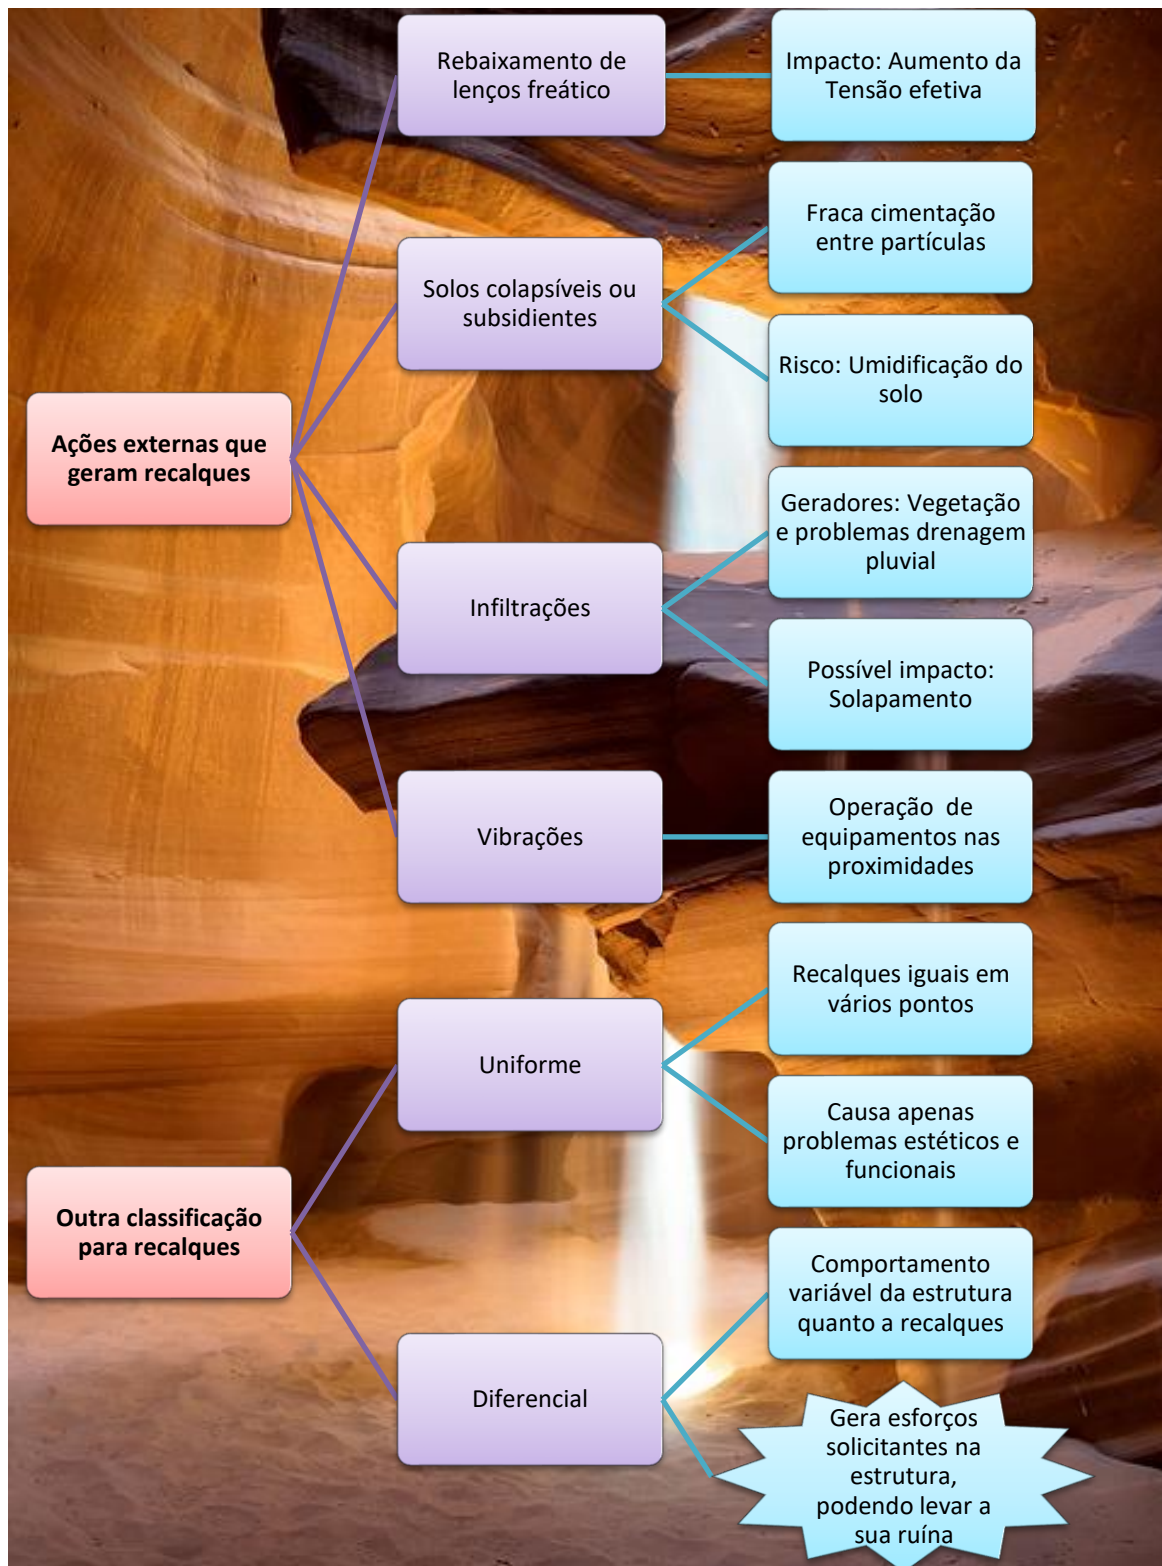 Rebaixamento de
lenços freático
Impacto: Aumento da
Tensão efetiva
Fraca cimentação
entre partículas
Solos colapsíveis ou
subsidientes
Risco: Umidificação do
solo
Ações externas que
geram recalques
Geradores: Vegetação
e problemas drenagem
pluvial
Infiltrações
Possível impacto:
Solapamento
Vibrações
Operação  de
equipamentos nas
proximidades
Recalques iguais em
vários pontos
Uniforme
Causa apenas
problemas estéticos e
funcionais
Outra classificação
para recalques
Comportamento
variável da estrutura
quanto a recalques
Diferencial
Gera esforços
solicitantes na
estrutura,
podendo levar a
sua ruína